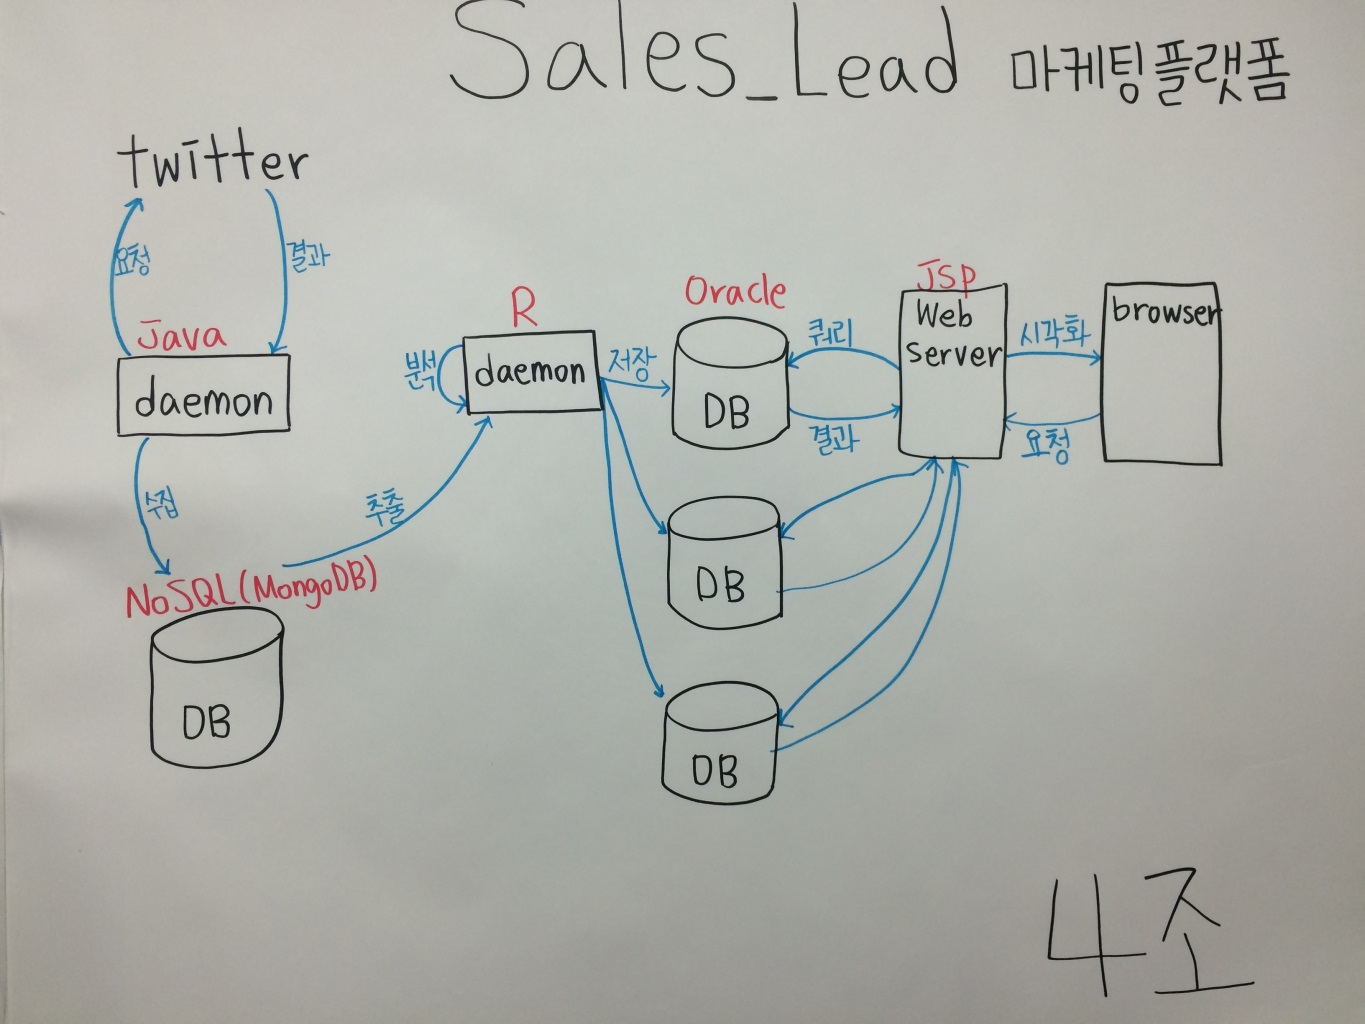 Sales_Lead 마케팅플랫폼
twitter
요청
결과
Java
daemon
수집
NoSQL(MongoDB)
DB
추출
R
분석
daemon
저장
Oracle
DB
DB
DB
쿼리
결과
JSP
Web
Server
시각화
요청
browser
4조